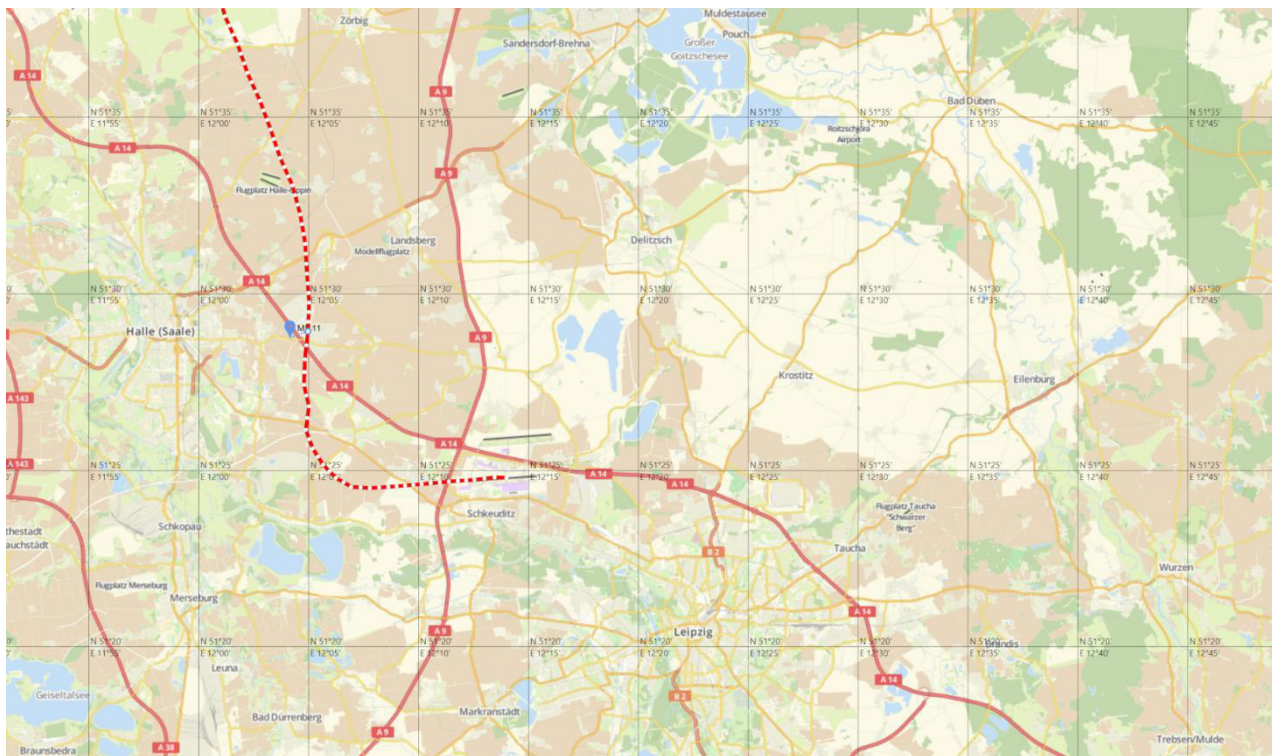 Zörbig
Muldestausee
Pouch
Sandersdorf-Brehna
Großer
Goitzschesee
A 14
A 9
N 51°35'
E 11°55'
N 51°35'
E 12°00'
N 51°35'
E 12°05'
N 51°35'
E 12°10'
N 51°35'
E 12°15'
N 51°35'
E 12°20'
N 51°35'
E 12°25'
N 51°35'
E 12°30'
N 51°35'
E 12°35'
N 51°35'
E 12°40'
N 51°35'
E 12°45'
Bad Düben
Roitzschjora
Airport
A 14
A 9
Flugplatz Halle-Oppin
Landsberg
Modellflugplatz
Delitzsch
A 14
N 51°30'
E 11°55'
N 51°30'
E 12°00'
N 51°30'
E 12°05'
N 51°30'
E 12°10'
N 51°30'
E 12°20'
N 51°30'
E 12°25'
N 51°30'
E 12°35'
N 51°30'
E 12°40'
Halle (Saale)
A 9
A 14
Krostitz
Eilenburg
A 143
A 14
A 143
N 51°25'
E 11°55'
N 51°25'
E 12°00'
N 51°25'
E 12°05'
N 51°25'
E 12°10'
N 51°25'
E 12°15'
N 51°25'
E 12°20'
N 51°25'
E 12°25'
N 51°25'
E 12°30'
N 51°25'
E 12°35'
N 51°25'
E 12°40'
N 51°25'
E 12°45'
A 14
A 14
Schkeuditz
Schkopau
Flugplatz Taucha
"Schwarzer
Berg"
Taucha
B 2
Wurzen
Flugplatz Merseburg
Merseburg
A 14
A 9
Leipzig
N 51°20'
E 11°55'
N 51°20'
E 12°00'
N 51°20'
E 12°05'
N 51°20'
E 12°10'
N 51°20'
E 12°15'
N 51°20'
E 12°20'
N 51°20'
E 12°25'
N 51°20'
E 12°30'
N 51°20'
E 12°35'
N 51°20'
E 12°40'
N 51°20'
E 12°45'
Brandis
Leuna
Geiseltalsee
A 14
B 2
Bad Dürrenberg
Markranstädt
A 9
A 38
Braunsbedra
Trebsen/Mulde